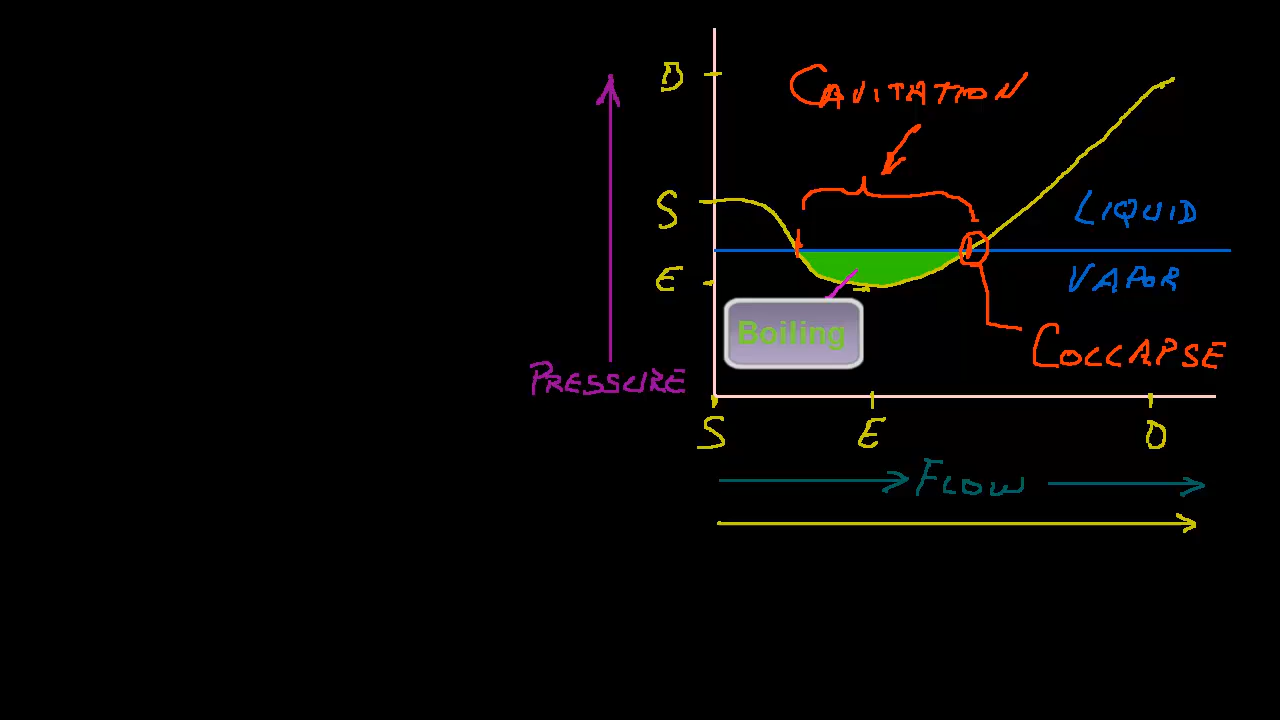 D
CAVITATION
S
LIQUID
E
VAPOR
Boiling
COLLAPSE
PRESSURE
S E D
FLOW